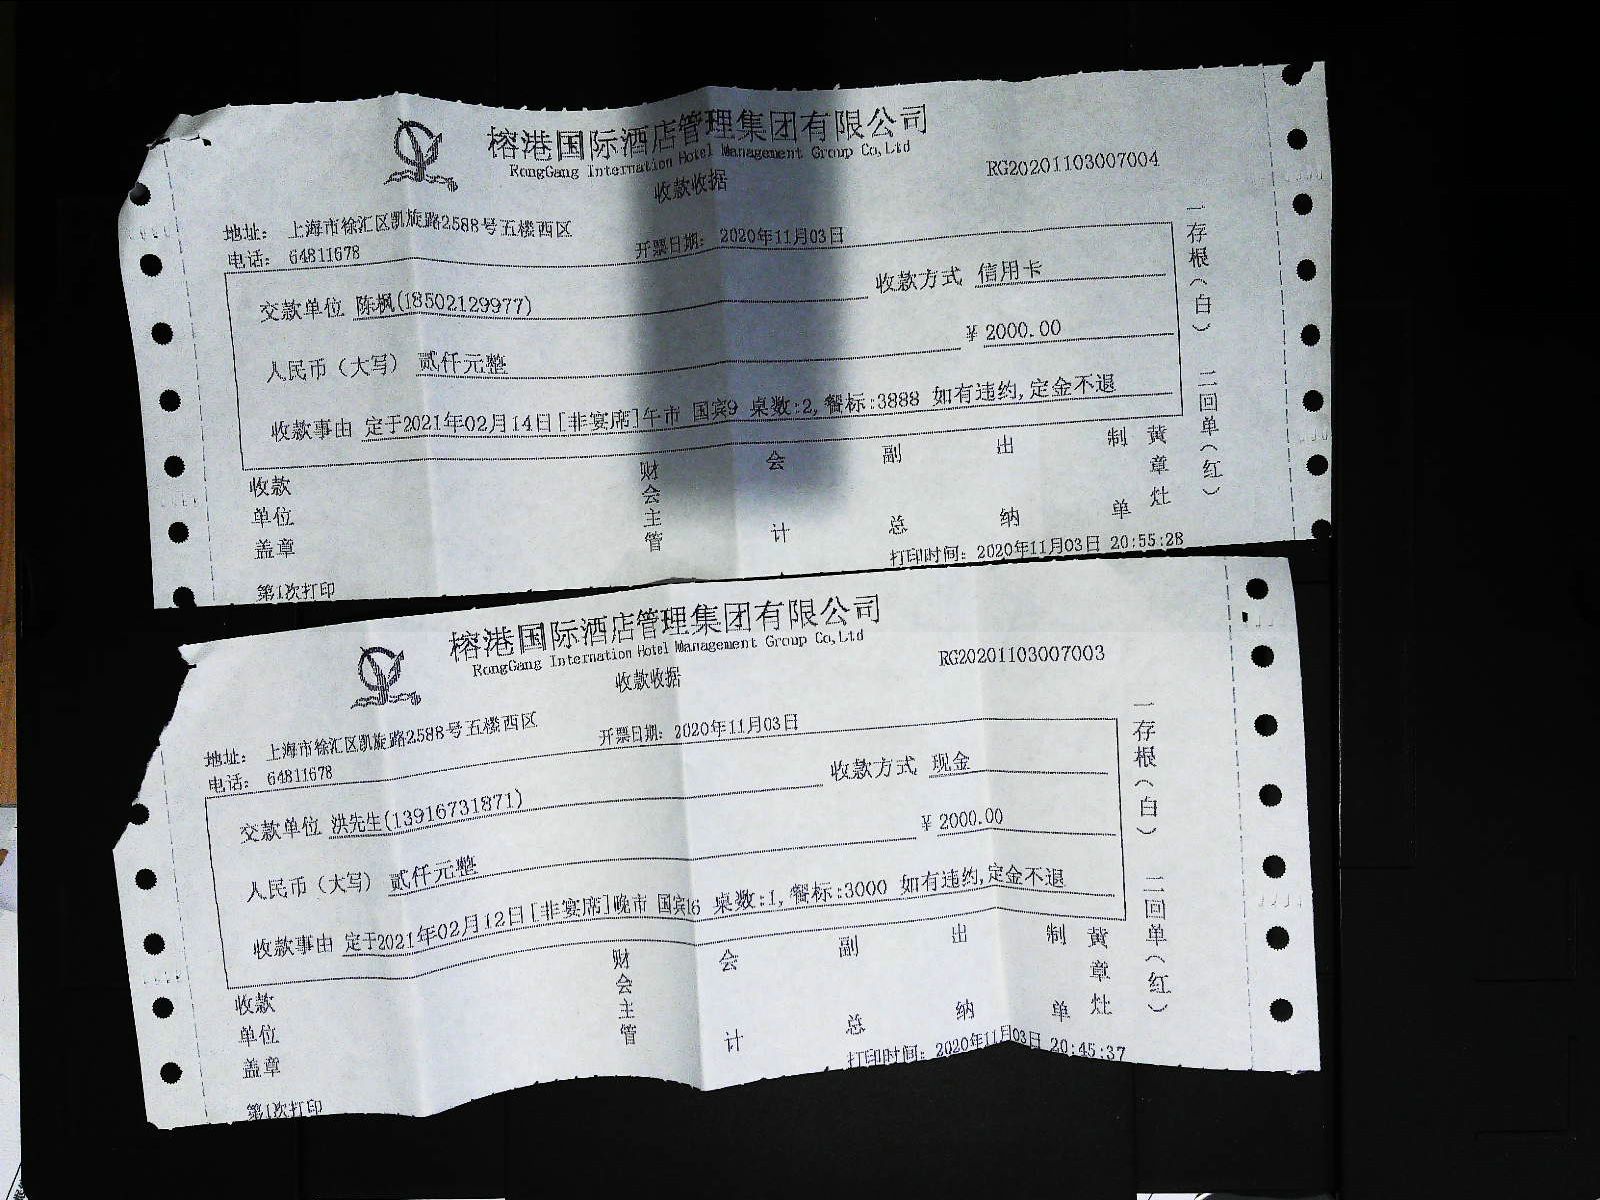 榕港国际酒店管理集团有限公司
RongGang Internation Hotel Management Group Co,Ltd
收款收据
RG20201103007004
地址： 上海市徐汇区凯旋路2588号五楼西区
电话： 64811678
开票日期： 2020年11月03日
交款单位 陈枫(18502129977)
收款方式 信用卡
人民币（大写） 贰仟元整
¥ 2000.00
收款事由 定于2021年02月14日[非宴席]午市 国宾9 桌数:2,餐标:3888 如有违约,定金不退
收款单位盖章
财会主管
会计
副总
出纳
制单
黄章灶
一存根（白） 二回单（红）
第1次打印
打印时间： 2020年11月03日 20:55:28
榕港国际酒店管理集团有限公司
RongGang Internation Hotel Management Group Co,Ltd
收款收据
RG20201103007003
地址： 上海市徐汇区凯旋路2588号五楼西区
电话： 64811678
开票日期： 2020年11月03日
交款单位 洪先生(13916731871)
收款方式 现金
人民币（大写） 贰仟元整
¥ 2000.00
收款事由 定于2021年02月12日[非宴席]晚市 国宾16 桌数:1,餐标:3000 如有违约,定金不退
收款单位盖章
财会主管
会计
副总
出纳
制单
黄章灶
一存根（白） 二回单（红）
第1次打印
打印时间： 2020年11月03日 20:45:37